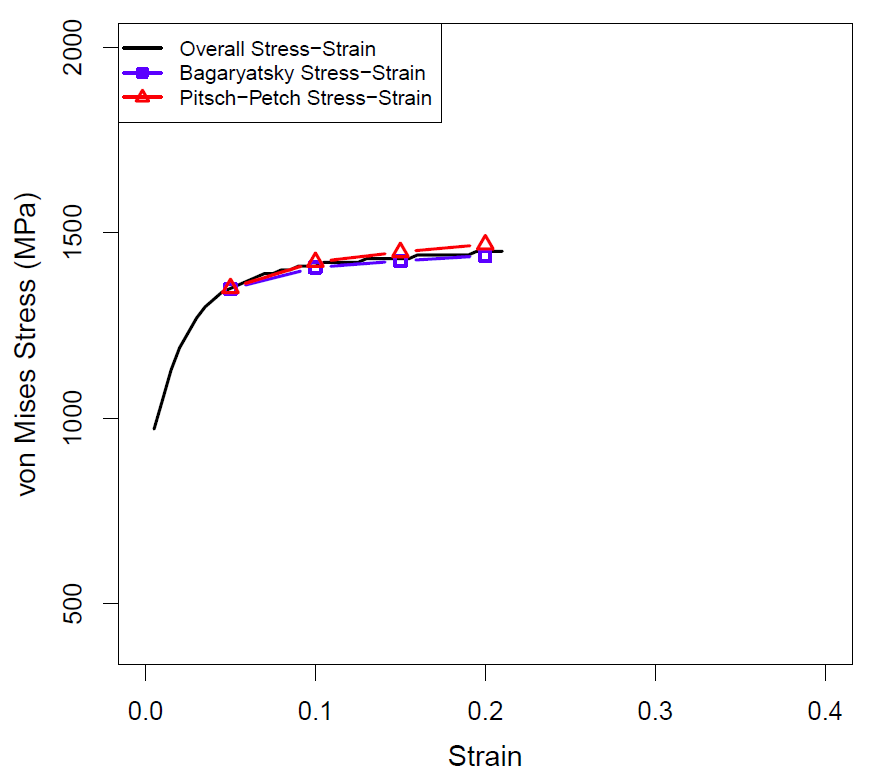 Overall Stress−Strain
Bagaryatsky Stress−Strain
Pitsch−Petch Stress−Strain
von Mises Stress (MPa)
2000
1500
1000
500
0.0 0.1 0.2 0.3 0.4
Strain